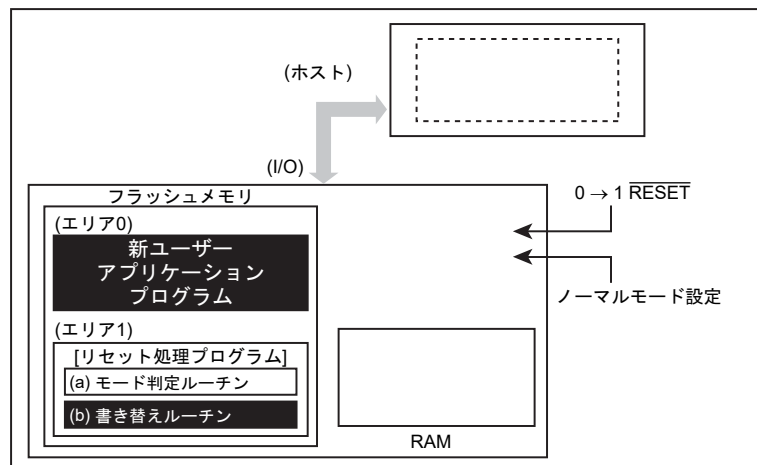 (ホスト)
(I/O)
フラッシュメモリ
(エリア0)
新ユーザー
アプリケーション
プログラム
(エリア1)
[リセット処理プログラム]
(a) モード判定ルーチン
(b) 書き替えルーチン
RAM
0 → 1 RESET
ノーマルモード設定